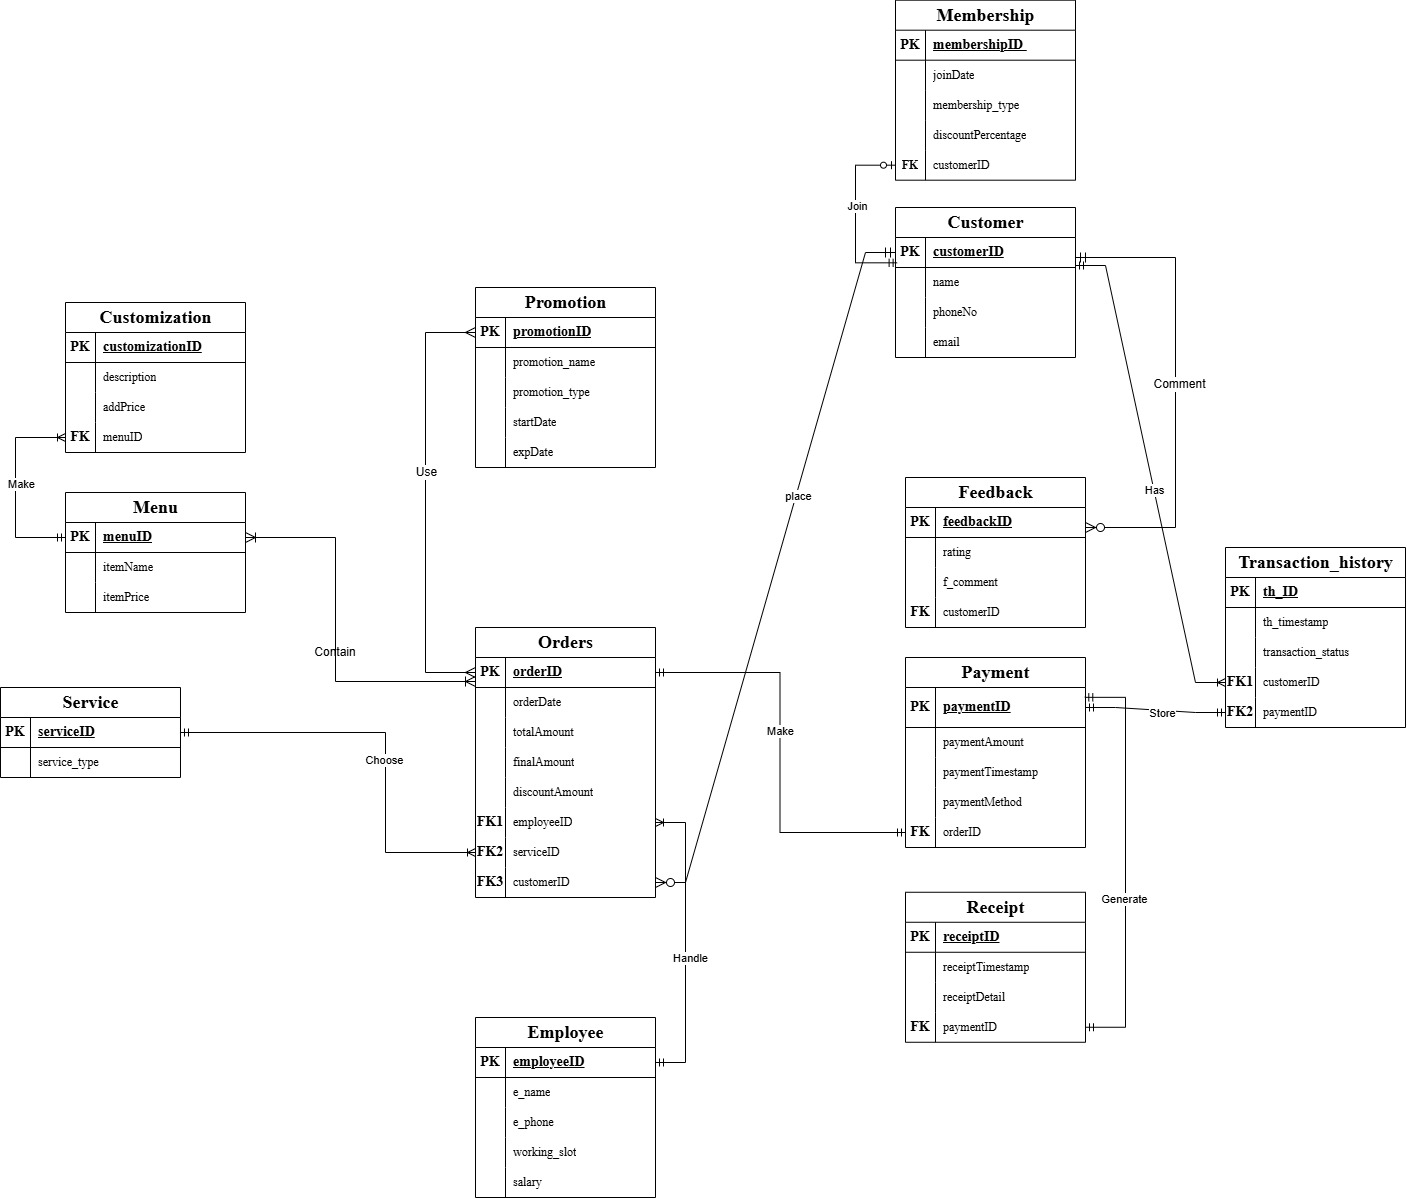 Membership
PK membershipID
joinDate
membership_type
discountPercentage
FK customerID
Join
Customer
PK customerID
name
phoneNo
email
Customization
PK customizationID
description
addPrice
FK menuID
Make
Menu
PK menuID
itemName
itemPrice
Promotion
PK promotionID
promotion_name
promotion_type
startDate
expDate
Use
Comment
place
Has
Feedback
PK feedbackID
rating
f_comment
FK customerID
Transaction_history
PK th_ID
th_timestamp
transaction_status
FK1 customerID
FK2 paymentID
Contain
Service
PK serviceID
service_type
Choose
Orders
PK orderID
orderDate
totalAmount
finalAmount
discountAmount
FK1 employeeID
FK2 serviceID
FK3 customerID
Make
Payment
PK paymentID
paymentAmount
paymentTimestamp
paymentMethod
FK orderID
Store
Generate
Receipt
PK receiptID
receiptTimestamp
receiptDetail
FK paymentID
Handle
Employee
PK employeeID
e_name
e_phone
working_slot
salary